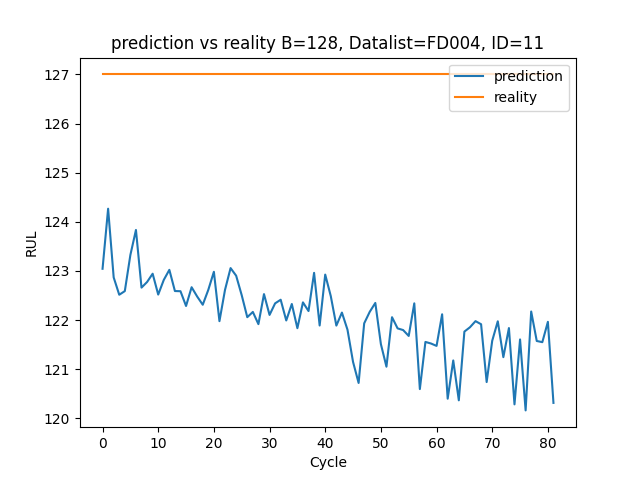 prediction vs reality B=128, Datalist=FD004, ID=11
127
126
125
124
123
122
121
120
RUL
prediction
reality
0 10 20 30 40 50 60 70 80
Cycle